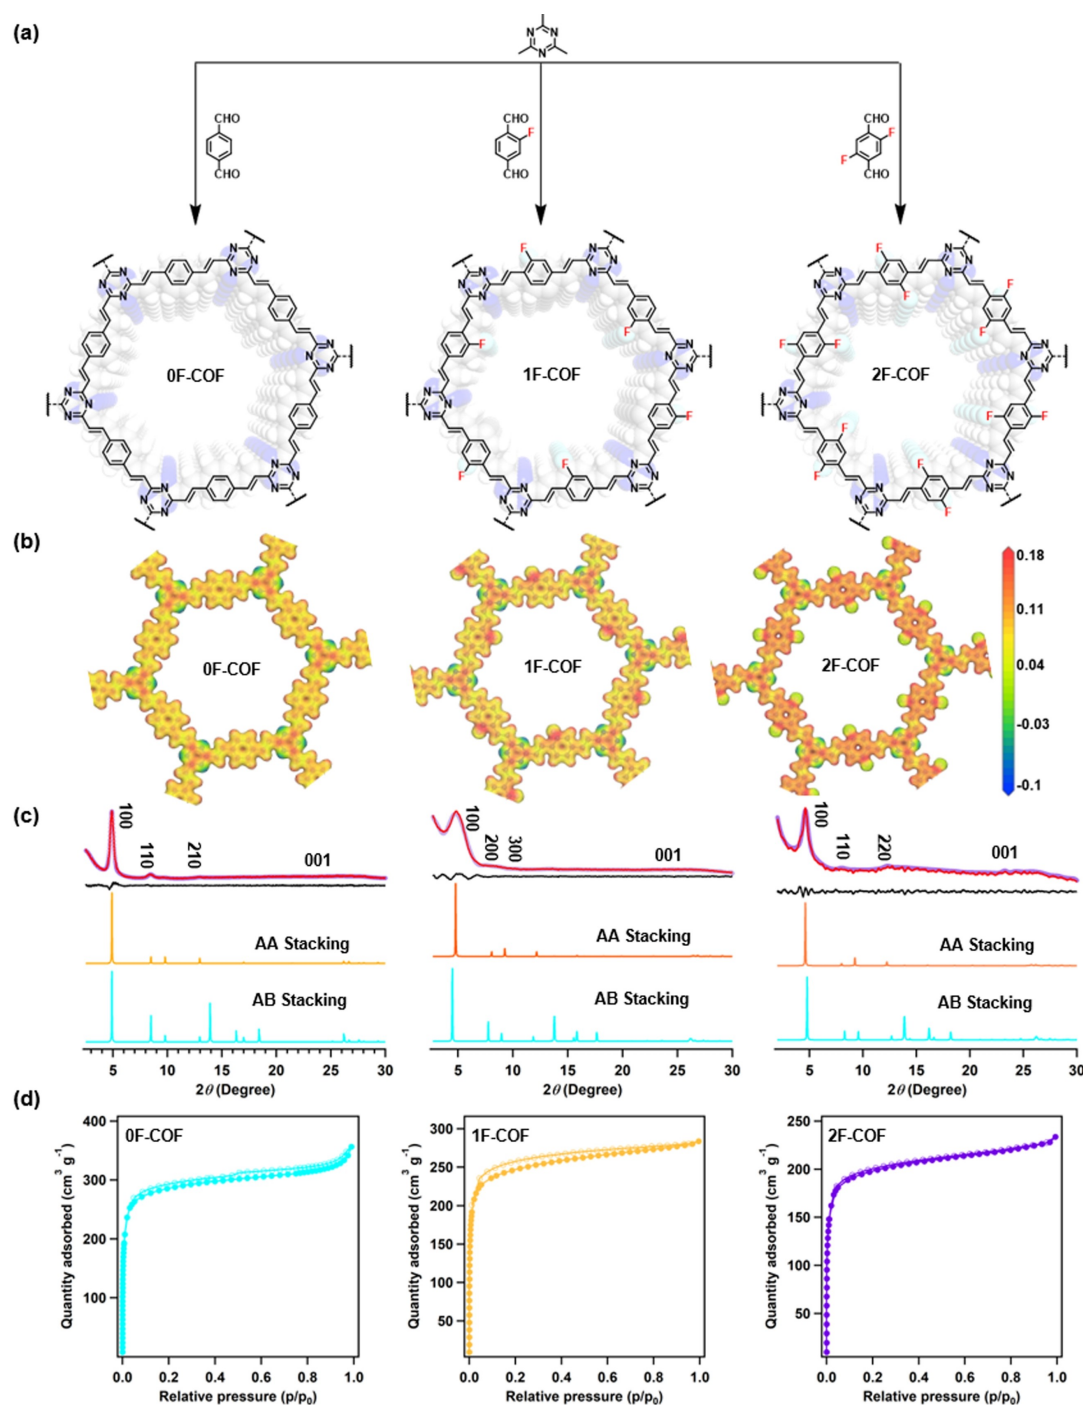 (a)
N N
N
CHO
CHO
CHO
F
CHO
CHO
F
F
CHO
0F-COF
1F-COF
2F-COF
(b)
0F-COF
1F-COF
2F-COF
0.18
0.11
0.04
-0.03
-0.1
(c)
100
110
210
001
AA Stacking
AB Stacking
5 10 15 20 25 30
2θ (Degree)
100
200
300
001
AA Stacking
AB Stacking
5 10 15 20 25 30
2θ (Degree)
100
110
220
001
AA Stacking
AB Stacking
5 10 15 20 25 30
2θ (Degree)
(d)
0F-COF
Quantity adsorbed (cm³ g⁻¹)
400
300
200
100
0.0 0.2 0.4 0.6 0.8 1.0
Relative pressure (p/p₀)
1F-COF
Quantity adsorbed (cm³ g⁻¹)
300
250
200
150
100
50
0.0 0.2 0.4 0.6 0.8 1.0
Relative pressure (p/p₀)
2F-COF
Quantity adsorbed (cm³ g⁻¹)
250
200
150
100
50
0.0 0.2 0.4 0.6 0.8 1.0
Relative pressure (p/p₀)